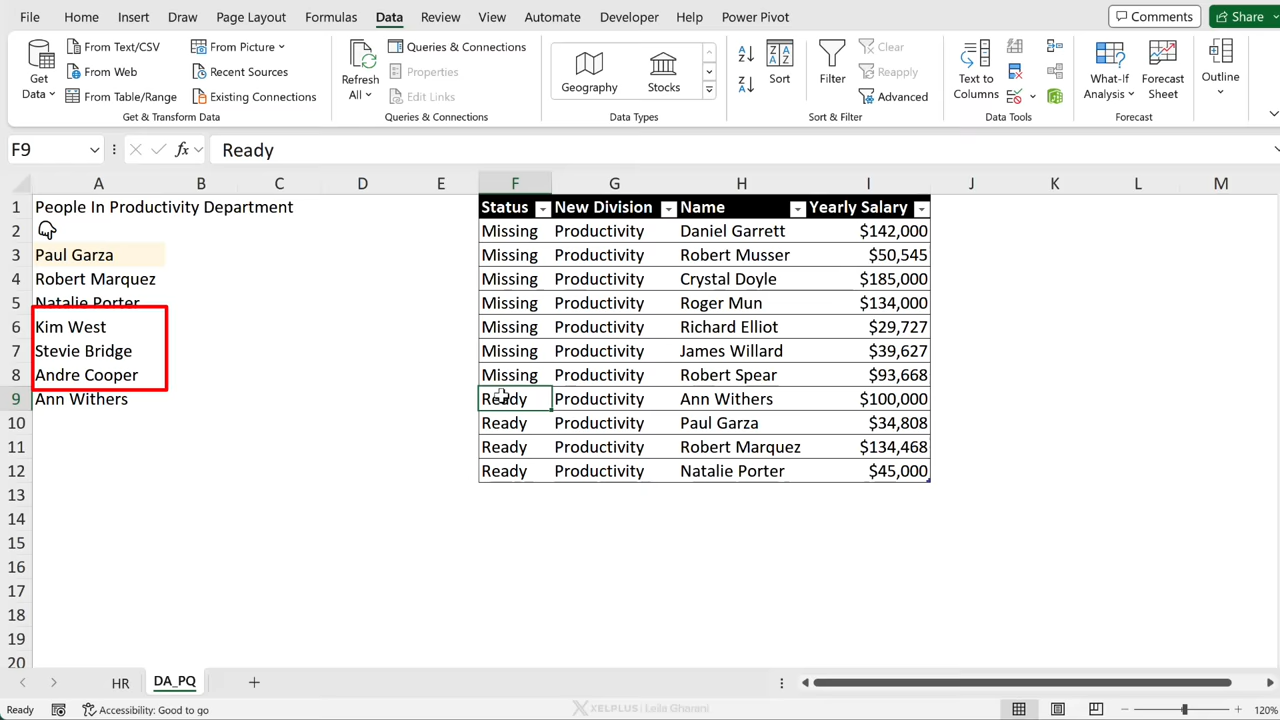 File Home Insert Draw Page Layout Formulas Data Review View Automate Developer Help Power Pivot Comments Share
Get Data
From Text/CSV
From Web
From Table/Range
From Picture
Recent Sources
Existing Connections
Get & Transform Data
Refresh All
Queries & Connections
Properties
Edit Links
Queries & Connections
Geography
Stocks
Data Types
Sort
Filter
Clear
Reapply
Advanced
Sort & Filter
Text to Columns
Data Tools
What-If Analysis
Forecast Sheet
Forecast
Outline
F9 fx Ready
A B C D E F G H I J K L M
1 People In Productivity Department Status New Division Name Yearly Salary
2 Missing Productivity Daniel Garrett $142,000
3 Paul Garza Missing Productivity Robert Musser $50,545
4 Robert Marquez Missing Productivity Crystal Doyle $185,000
5 Natalie Porter Missing Productivity Roger Mun $134,000
6 Kim West Missing Productivity Richard Elliot $29,727
7 Stevie Bridge Missing Productivity James Willard $39,627
8 Andre Cooper Missing Productivity Robert Spear $93,668
9 Ann Withers Ready Productivity Ann Withers $100,000
10 Ready Productivity Paul Garza $34,808
11 Ready Productivity Robert Marquez $134,468
12 Ready Productivity Natalie Porter $45,000
13
14
15
16
17
18
19
20
HR DA_PQ
Ready Accessibility: Good to go XELPLUS | Leila Gharani 120%